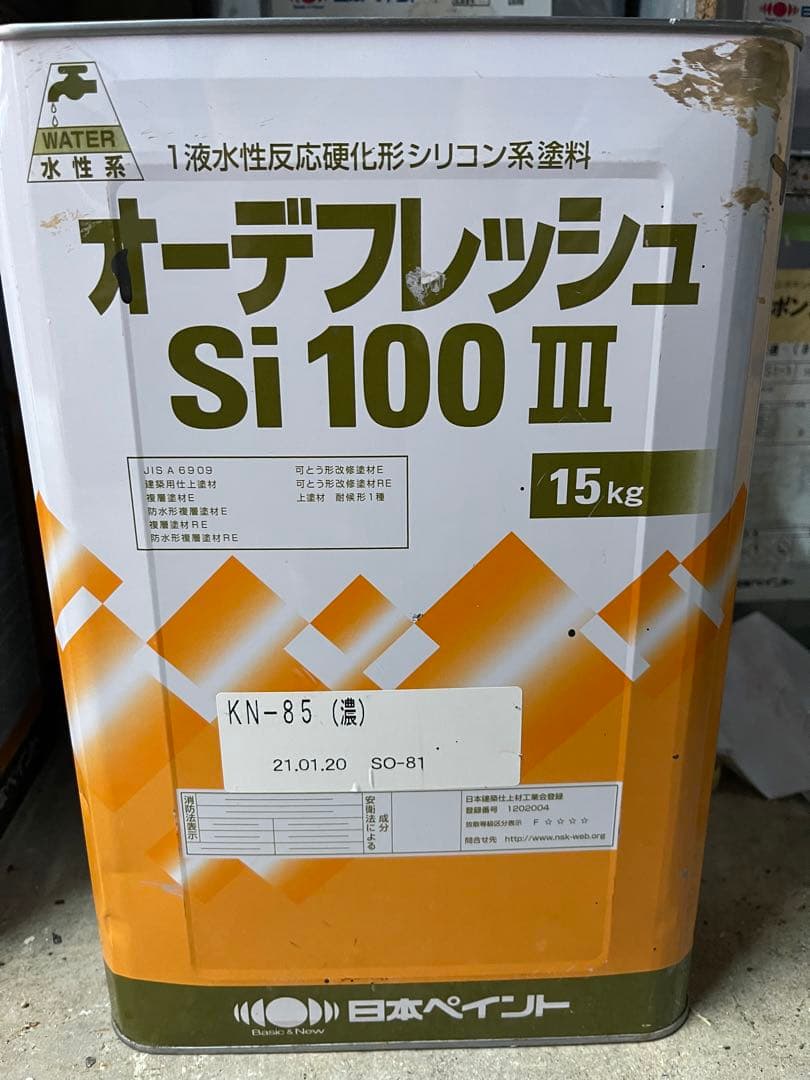 日本ペイント
WATER
水性系
1液水性反応硬化形シリコン系塗料
オーデフレッシュ
Si 100 III
JIS A 6909
建築用仕上塗材
複層塗材E
防水形複層塗材E
複層塗材RE
防水形複層塗材RE
可とう形改修塗材E
可とう形改修塗材RE
上塗材 耐候形1種
15kg
KN-85 (濃)
21.01.20 SO-81
消防法表示
安衛法による
成分
日本建築仕上材工業会登録
登録番号 1202004
放散等級区分表示 F ☆☆☆☆
問合せ先 http://www.nsk-web.org
Basic & New
日本ペイント
ボン